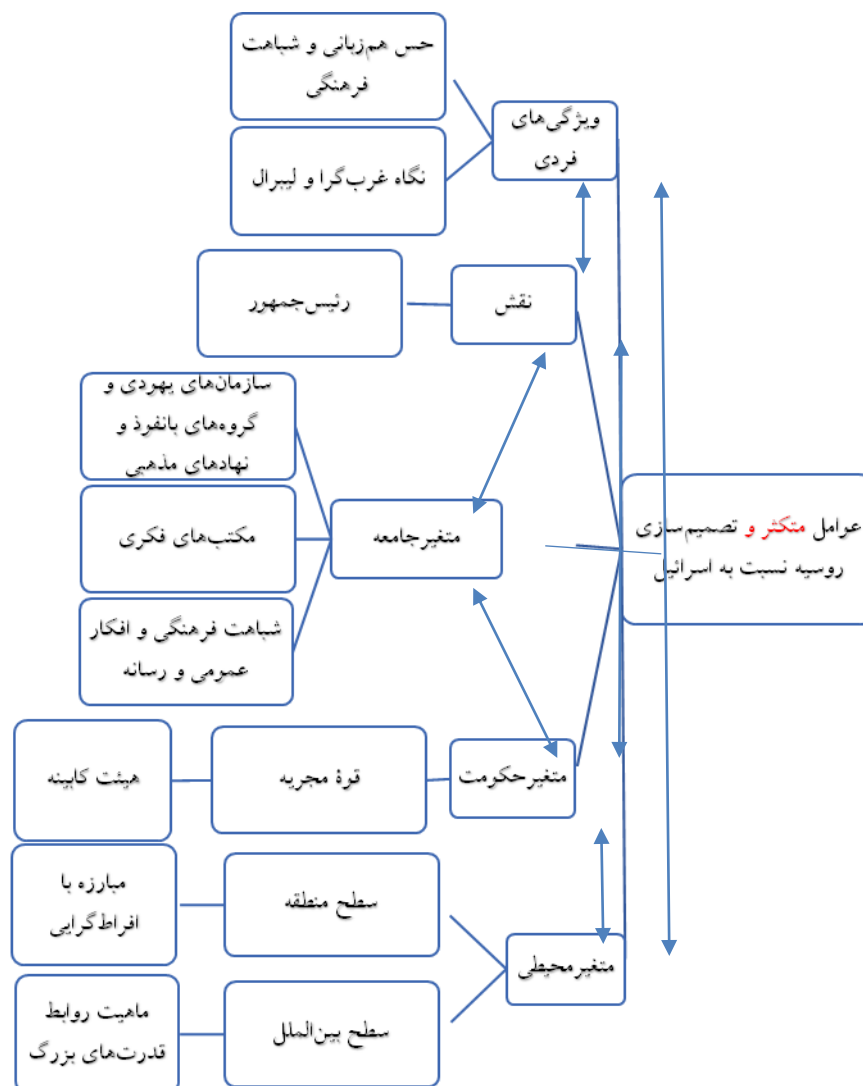 حس هم‌زبانی و شباهت
فرهنگی
ویژگی‌های
فردی
نگاه غرب‌گرا و لیبرال
نقش
رئیس‌جمهور
سازمان‌های یهودی و
گروه‌های بانفوذ و
نهادهای مذهبی
عوامل متکثر و تصمیم‌سازی
روسیه نسبت به اسرائیل
متغیرجامعه
مکتب‌های فکری
شباهت فرهنگی و افکار
عمومی و رسانه
متغیرحکومت
قوۀ مجریه
هیئت کابینه
سطح منطقه
مبارزه با
افراط‌گرایی
متغیرمحیطی
سطح بین‌الملل
ماهیت روابط
قدرت‌های بزرگ